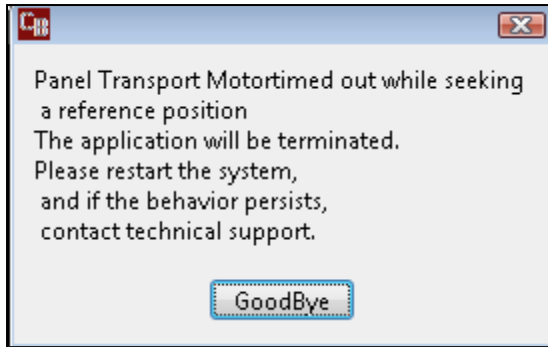 Panel Transport Motortimed out while seeking
a reference position
The application will be terminated.
Please restart the system,
and if the behavior persists,
contact technical support.
GoodBye